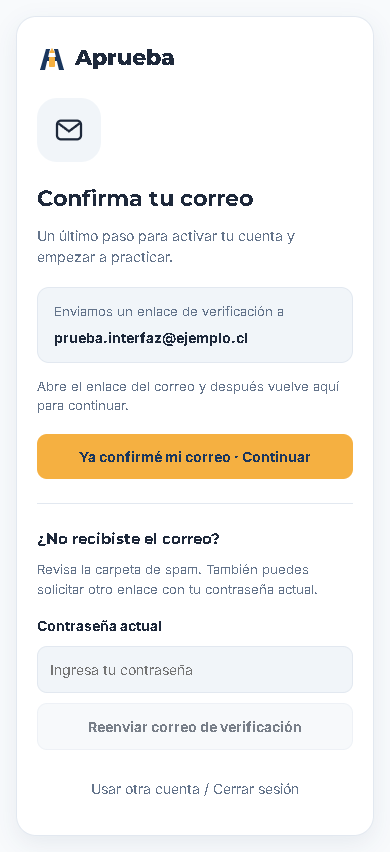 Aprueba
Confirma tu correo
Un último paso para activar tu cuenta y
empezar a practicar.
Enviamos un enlace de verificación a
prueba.interfaz@ejemplo.cl
Abre el enlace del correo y después vuelve aquí
para continuar.
Ya confirmé mi correo · Continuar
¿No recibiste el correo?
Revisa la carpeta de spam. También puedes
solicitar otro enlace con tu contraseña actual.
Contraseña actual
Ingresa tu contraseña
Reenviar correo de verificación
Usar otra cuenta / Cerrar sesión